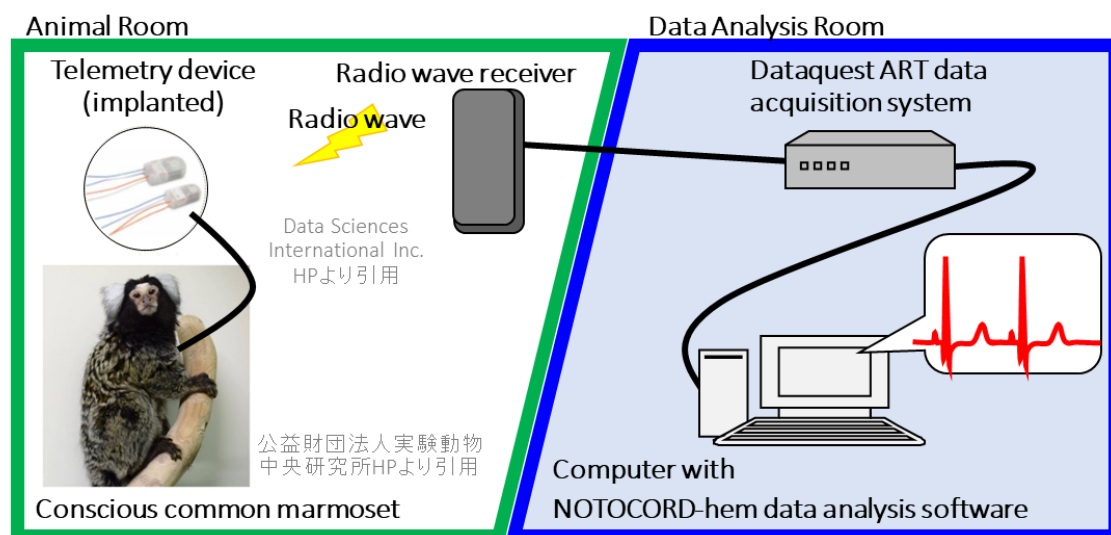 Animal Room
Data Analysis Room
Telemetry device
(implanted)
Radio wave receiver
Radio wave
Dataquest ART data
acquisition system
Data Sciences
International Inc.
HPより引用
公益財団法人実験動物
中央研究所HPより引用
Conscious common marmoset
Computer with
NOTOCORD-hem data analysis software